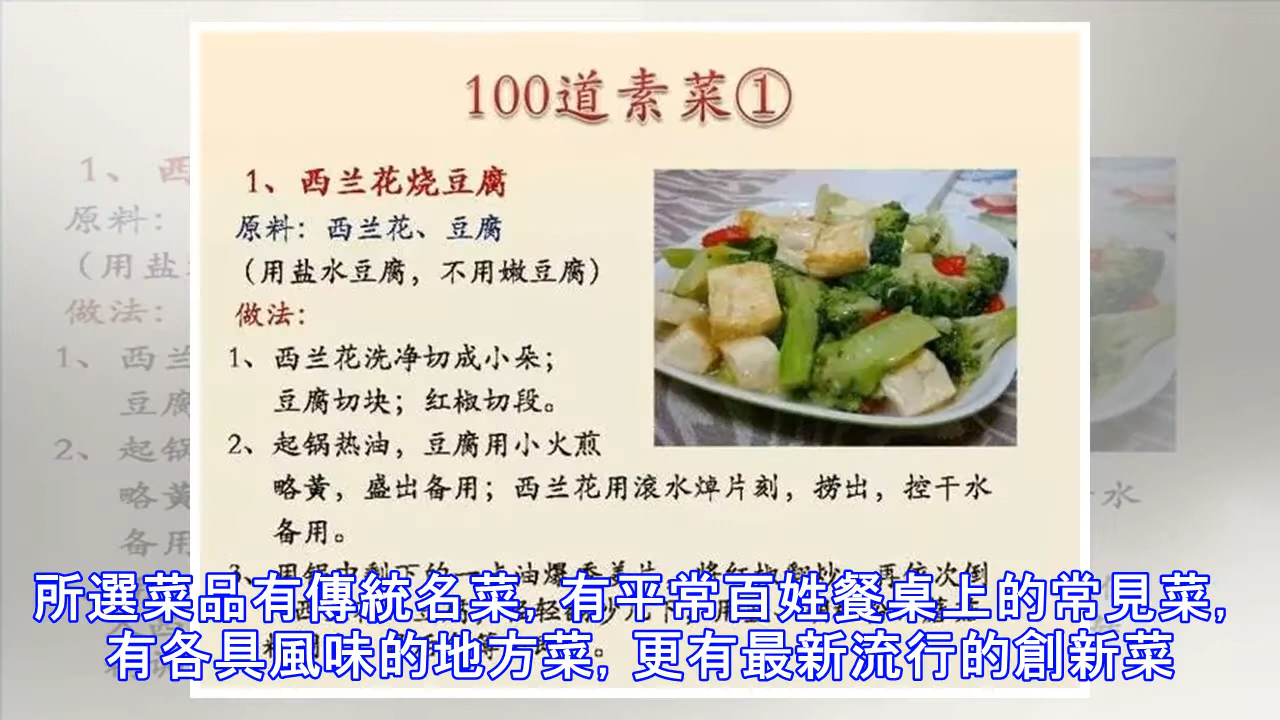 100道素菜①
1、西兰花烧豆腐
原料：西兰花、豆腐
（用盐水豆腐，不用嫩豆腐）
做法：
1、西兰花洗净切成小朵；
豆腐切块；红椒切段。
2、起锅热油，豆腐用小火煎
略黄，盛出备用；西兰花用滚水焯片刻，捞出，控干水
备用。
所選菜品有傳統名菜, 有平常百姓餐桌上的常見菜,
有各具風味的地方菜, 更有最新流行的創新菜